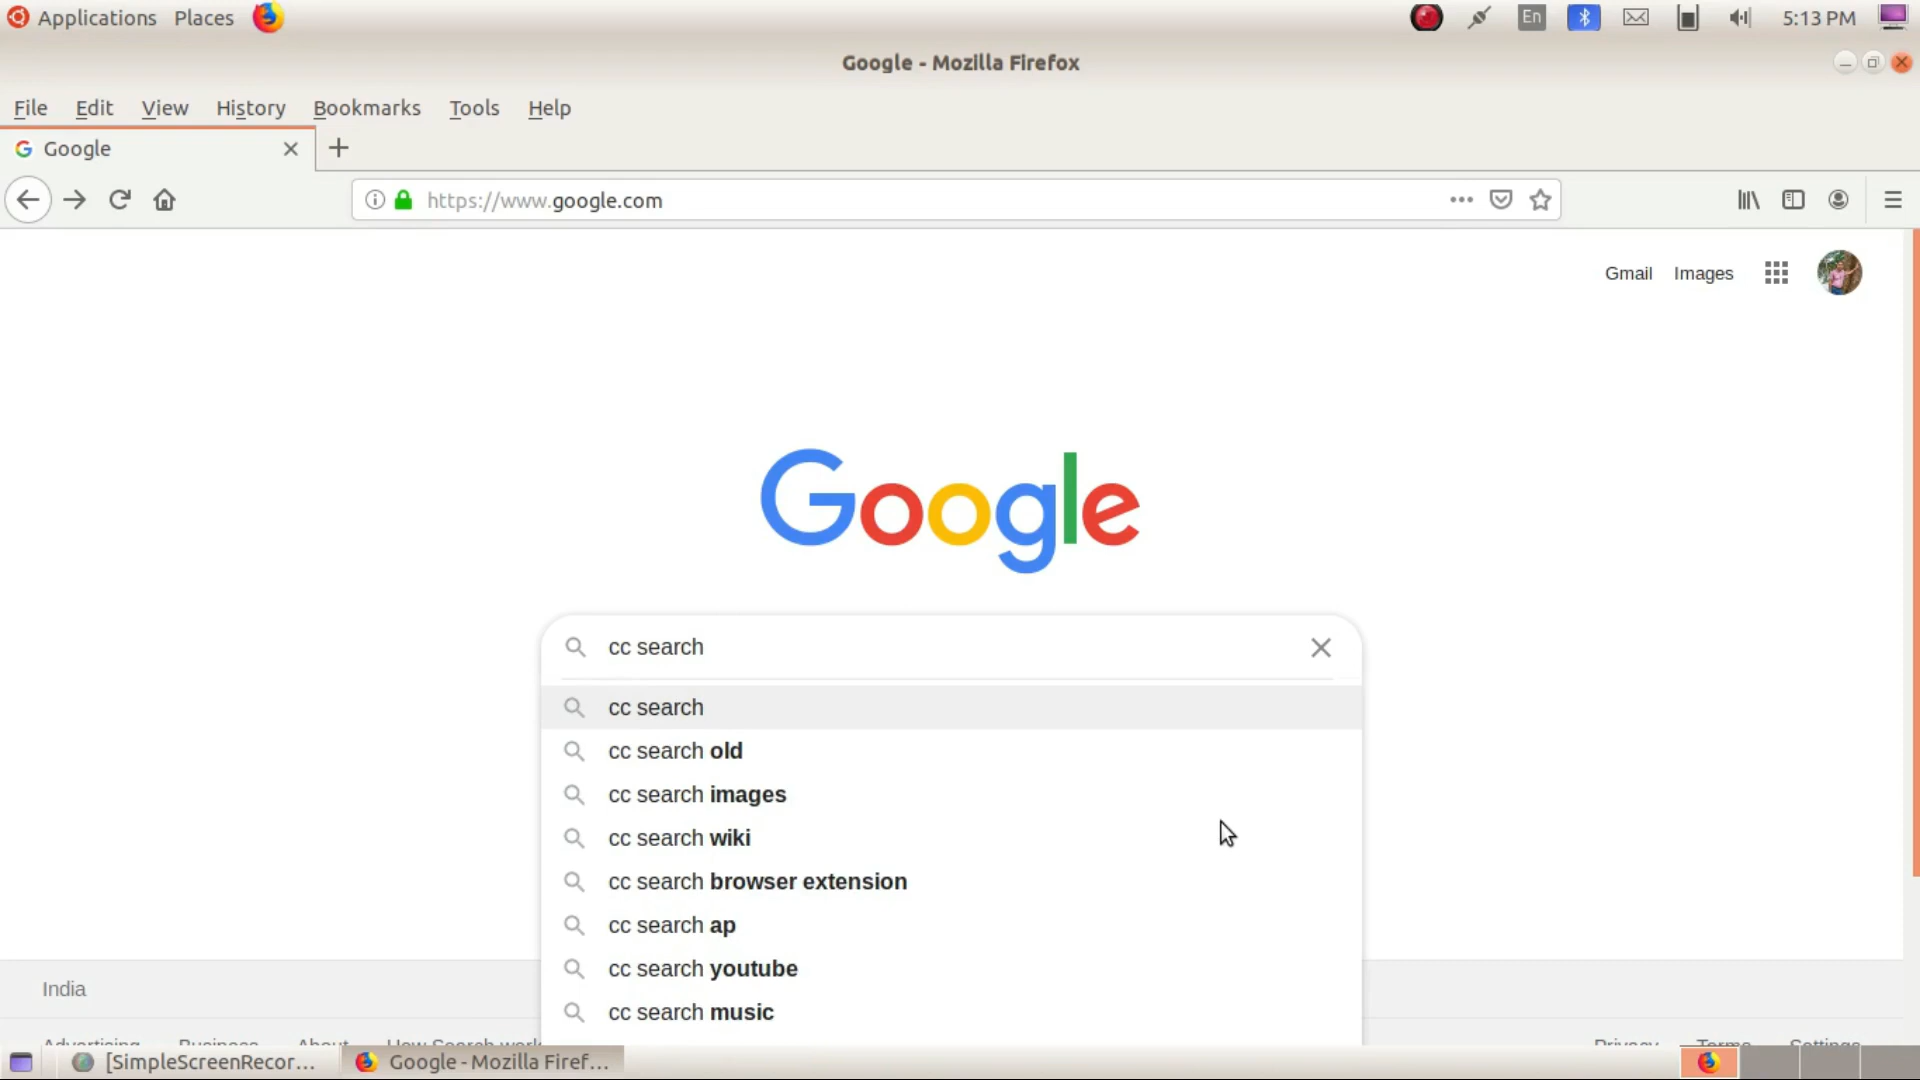 Applications Places En 5:13 PM
Google - Mozilla Firefox
File Edit View History Bookmarks Tools Help
Google
https://www.google.com
Gmail Images
Google
cc search
cc search
cc search old
cc search images
cc search wiki
cc search browser extension
cc search ap
cc search youtube
cc search music
India
Advertising Business About How Search work Privacy Terms Settings
[SimpleScreenRecor... Google - Mozilla Firef...